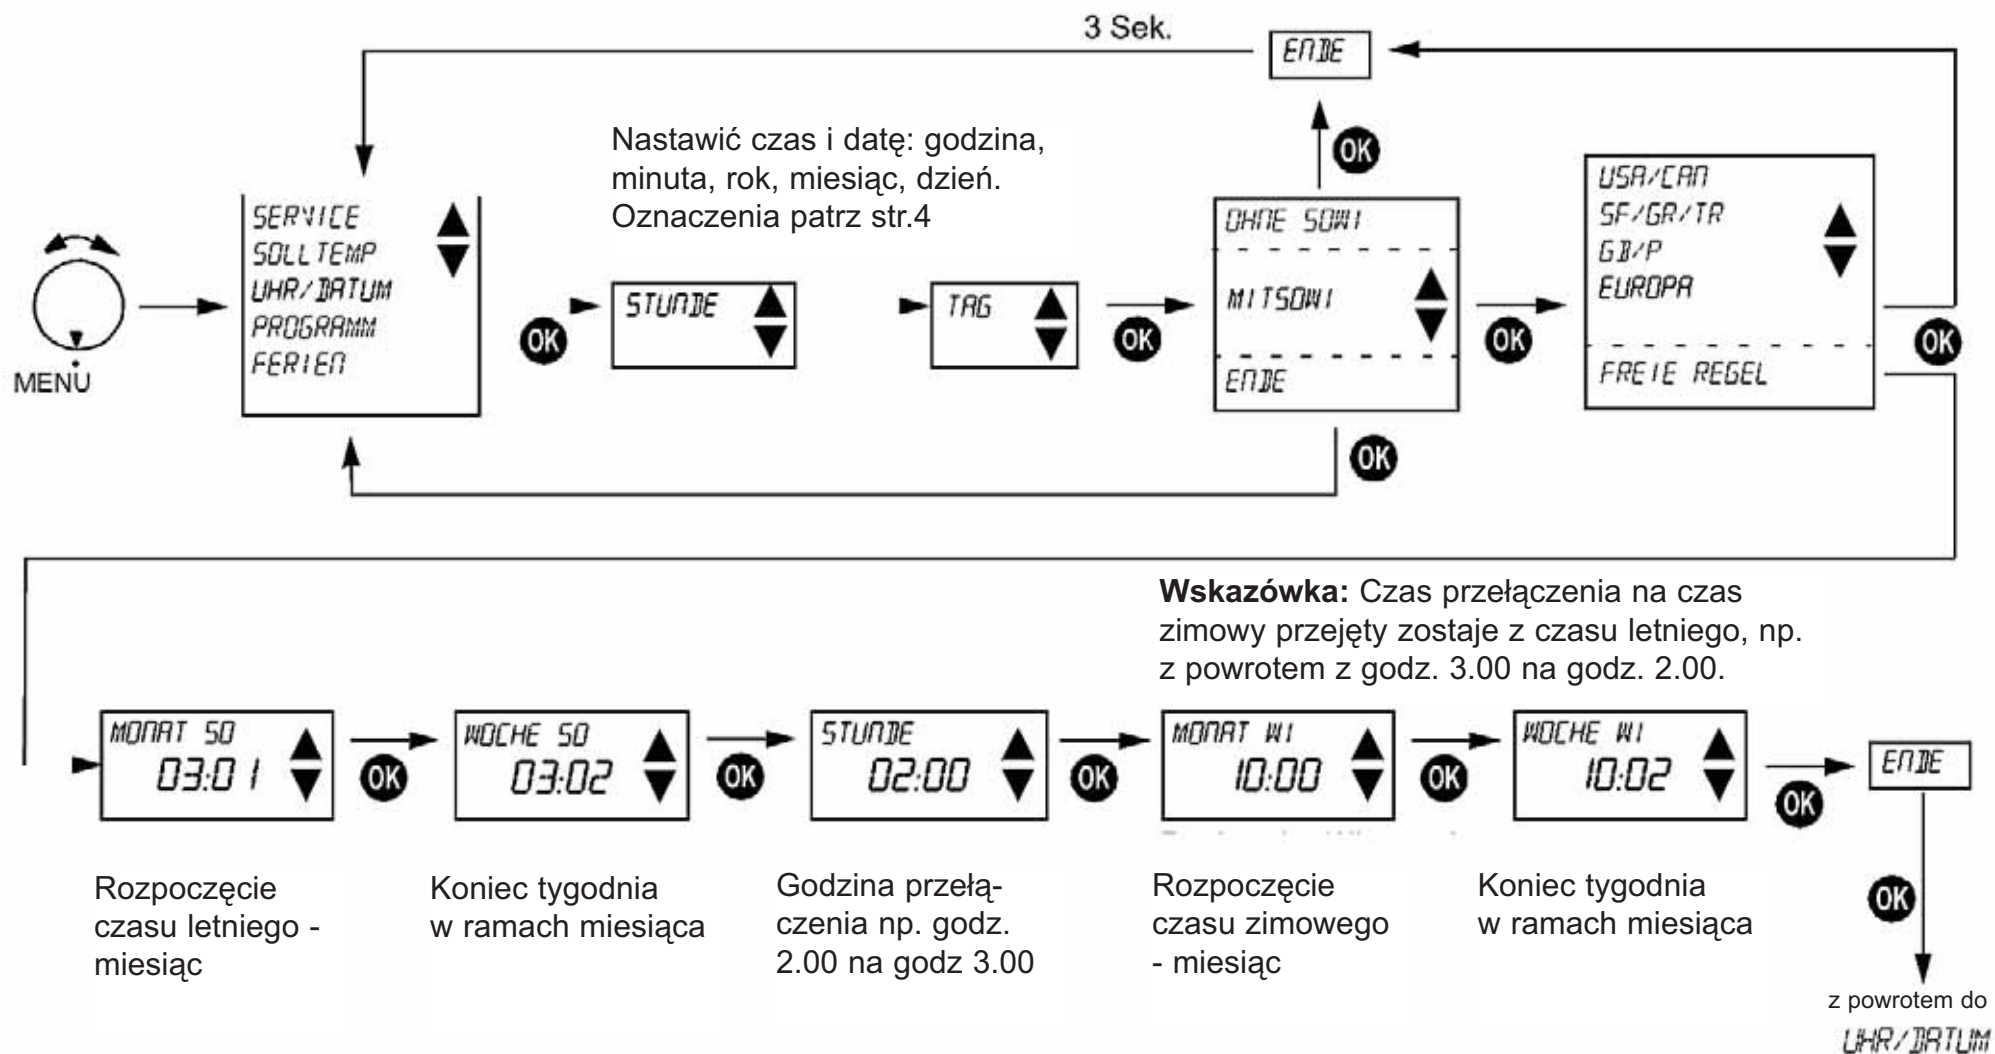 3 Sek.
ENDE
Nastawić czas i datę: godzina,
minuta, rok, miesiąc, dzień.
Oznaczenia patrz str.4
MENÜ
SERVICE
SOLLTEMP
UHR/DATUM
PROGRAMM
FERIEN
OK
STUNDE
TAG
OK
OK
OHNE SOWI
MITSOWI
ENDE
OK
OK
USA/CAN
SF/GR/TR
GB/P
EUROPA
FREIE REGEL
OK
Wskazówka: Czas przełączenia na czas
zimowy przejęty zostaje z czasu letniego, np.
z powrotem z godz. 3.00 na godz. 2.00.
MONAT SO
03:01
OK
WOCHE SO
03:02
OK
STUNDE
02:00
OK
MONAT WI
10:00
OK
WOCHE WI
10:02
OK
ENDE
Rozpoczęcie
czasu letniego -
miesiąc
Koniec tygodnia
w ramach miesiąca
Godzina przełą-
czenia np. godz.
2.00 na godz 3.00
Rozpoczęcie
czasu zimowego
- miesiąc
Koniec tygodnia
w ramach miesiąca
OK
z powrotem do
UHR/DATUM